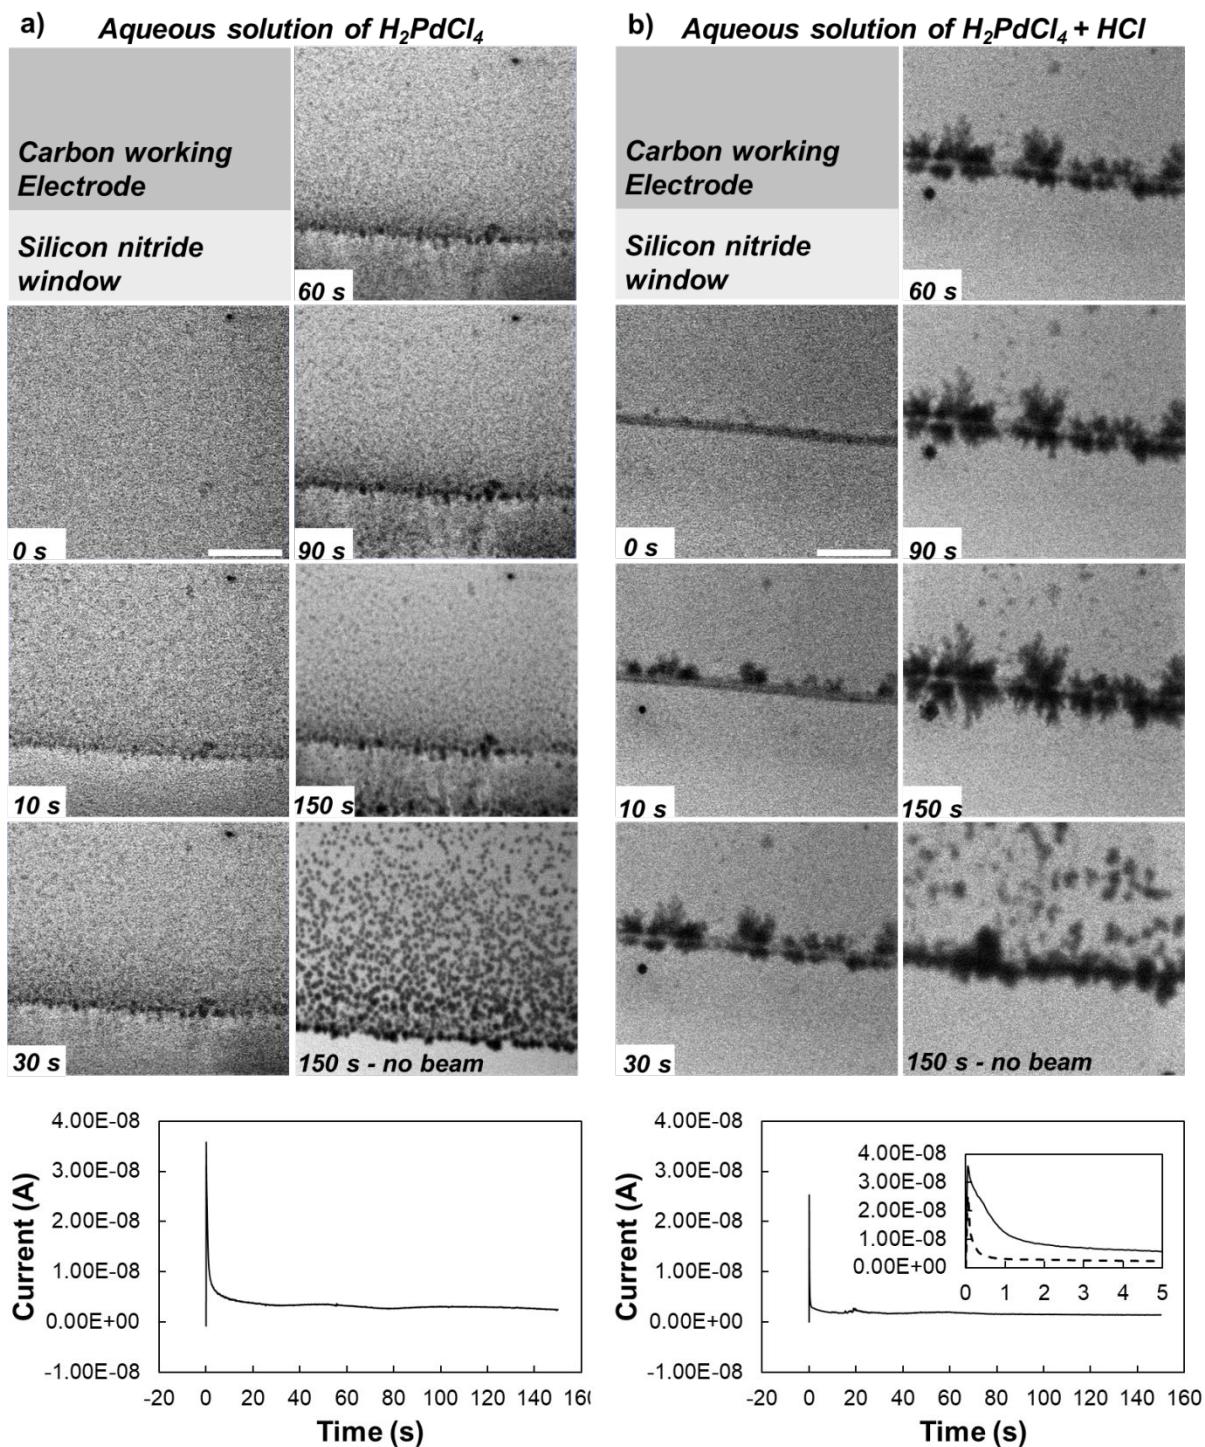 a) Aqueous solution of H₂PdCl₄
Carbon working
Electrode
Silicon nitride
window
60 s
0 s
90 s
10 s
150 s
30 s
150 s - no beam
4.00E-08
3.00E-08
2.00E-08
1.00E-08
0.00E+00
-1.00E-08
Current (A)
-20 0 20 40 60 80 100 120 140 160
Time (s)
b) Aqueous solution of H₂PdCl₄ + HCl
Carbon working
Electrode
Silicon nitride
window
60 s
0 s
90 s
10 s
150 s
30 s
150 s - no beam
4.00E-08
3.00E-08
2.00E-08
1.00E-08
0.00E+00
-1.00E-08
Current (A)
4.00E-08
3.00E-08
2.00E-08
1.00E-08
0.00E+00
0 1 2 3 4 5
-20 0 20 40 60 80 100 120 140 160
Time (s)